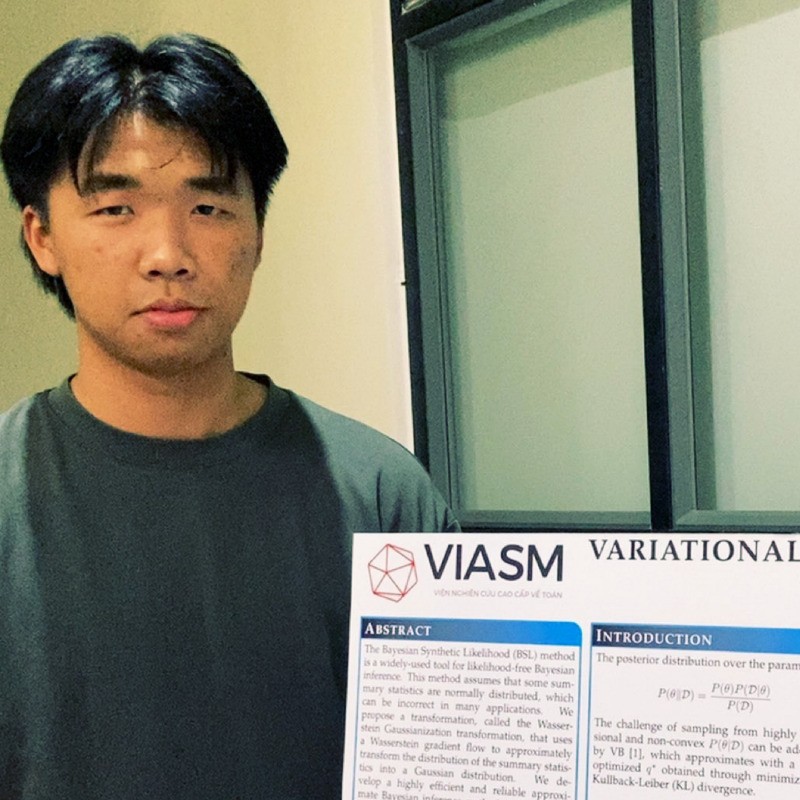 VIASM
VIỆN NGHIÊN CỨU CAO CẤP VỀ TOÁN
VARIATIONAL
ABSTRACT
The Bayesian Synthetic Likelihood (BSL) method
is a widely-used tool for likelihood-free Bayesian
inference. This method assumes that some sum-
mary statistics are normally distributed, which
can be incorrect in many applications. We
propose a transformation, called the Wasser-
stein Gaussianization transformation, that uses
a Wasserstein gradient flow to approximately
transform the distribution of the summary statis-
tics into a Gaussian distribution. We de-
velop a highly efficient and reliable approxi-
mate Bayesian
INTRODUCTION
The posterior distribution over the param
P(θ|D) = P(θ)P(D|θ) / P(D)
The challenge of sampling from highly
sional and non-convex P(θ|D) can be ad
by VB [1], which approximates with a
optimized q* obtained through minimiz
Kullback-Leiber (KL) divergence.